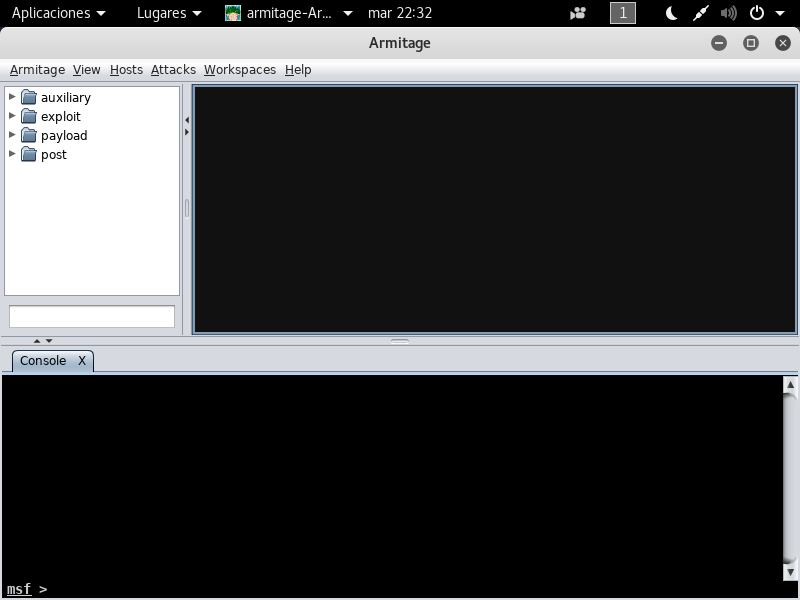 Aplicaciones Lugares armitage-Ar... mar 22:32 1
Armitage
Armitage View Hosts Attacks Workspaces Help
auxiliary
exploit
payload
post
Console X
msf >